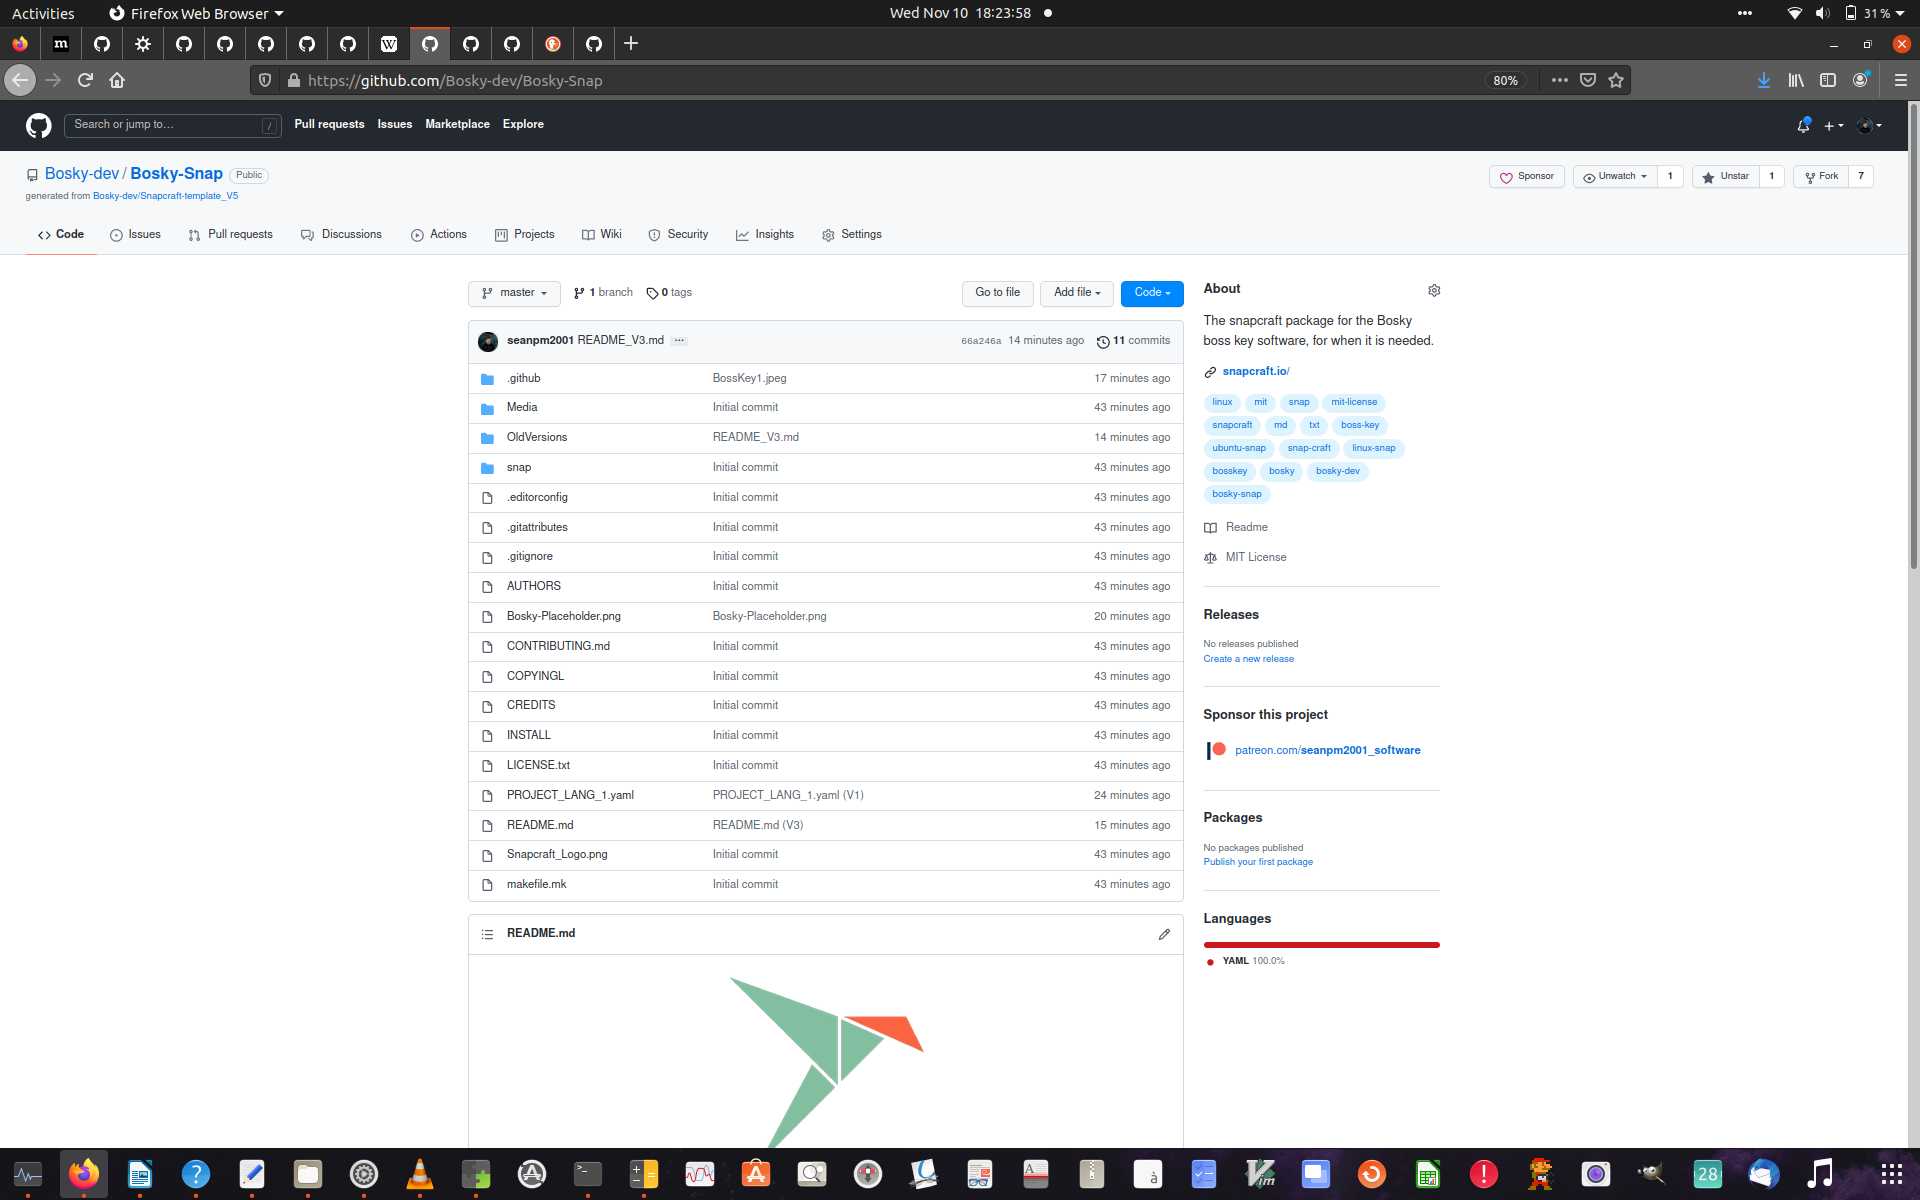 Activities
Firefox Web Browser
Wed Nov 10 18:23:58
31 %
https://github.com/Bosky-dev/Bosky-Snap
80%
Search or jump to…
/
Pull requests
Issues
Marketplace
Explore
Bosky-dev / Bosky-Snap
Public
generated from Bosky-dev/Snapcraft-template_V5
Sponsor
Unwatch
1
Unstar
1
Fork
7
Code
Issues
Pull requests
Discussions
Actions
Projects
Wiki
Security
Insights
Settings
master
1 branch
0 tags
Go to file
Add file
Code
seanpm2001 README_V3.md
66a246a 14 minutes ago
11 commits
.github BossKey1.jpeg 17 minutes ago
Media Initial commit 43 minutes ago
OldVersions README_V3.md 14 minutes ago
snap Initial commit 43 minutes ago
.editorconfig Initial commit 43 minutes ago
.gitattributes Initial commit 43 minutes ago
.gitignore Initial commit 43 minutes ago
AUTHORS Initial commit 43 minutes ago
Bosky-Placeholder.png Bosky-Placeholder.png 20 minutes ago
CONTRIBUTING.md Initial commit 43 minutes ago
COPYINGL Initial commit 43 minutes ago
CREDITS Initial commit 43 minutes ago
INSTALL Initial commit 43 minutes ago
LICENSE.txt Initial commit 43 minutes ago
PROJECT_LANG_1.yaml PROJECT_LANG_1.yaml (V1) 24 minutes ago
README.md README.md (V3) 15 minutes ago
Snapcraft_Logo.png Initial commit 43 minutes ago
makefile.mk Initial commit 43 minutes ago
README.md
About
The snapcraft package for the Bosky
boss key software, for when it is needed.
snapcraft.io/
linux mit snap mit-license
snapcraft md txt boss-key
ubuntu-snap snap-craft linux-snap
bosskey bosky bosky-dev
bosky-snap
Readme
MIT License
Releases
No releases published
Create a new release
Sponsor this project
patreon.com/seanpm2001_software
Packages
No packages published
Publish your first package
Languages
YAML 100.0%
28